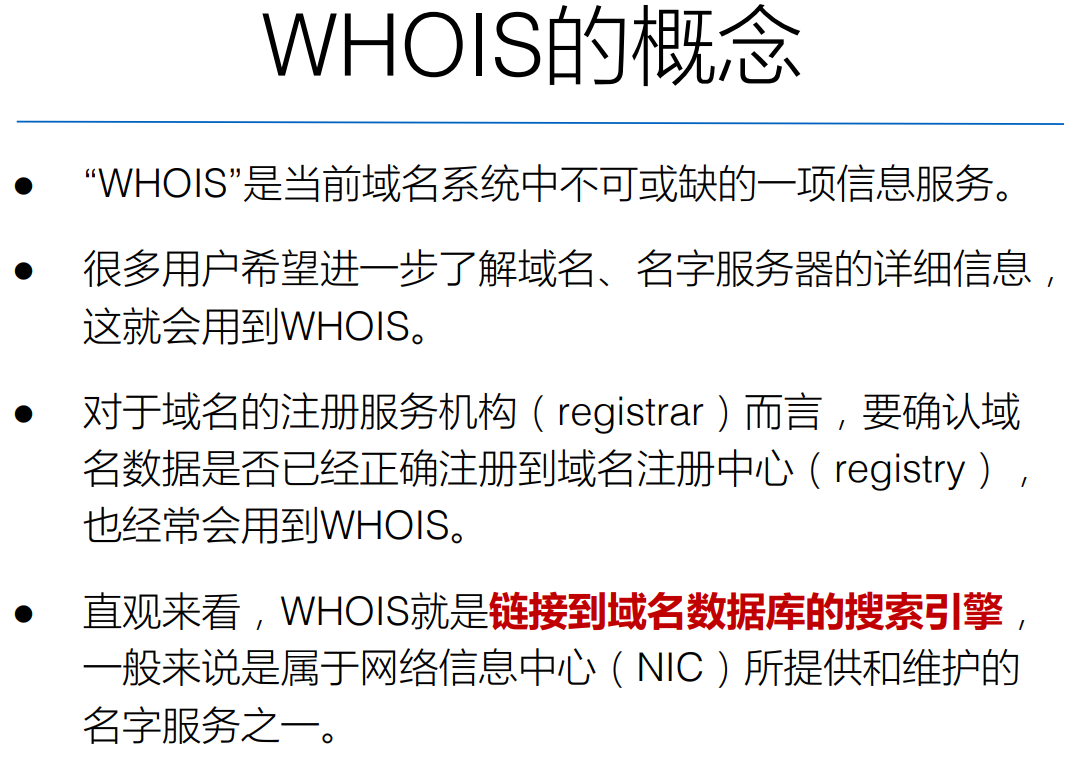 WHOIS的概念
● “WHOIS”是当前域名系统中不可或缺的一项信息服务。
● 很多用户希望进一步了解域名、名字服务器的详细信息，
这就会用到WHOIS。
● 对于域名的注册服务机构（registrar）而言，要确认域
名数据是否已经正确注册到域名注册中心（registry），
也经常会用到WHOIS。
● 直观来看，WHOIS就是链接到域名数据库的搜索引擎，
一般来说是属于网络信息中心（NIC）所提供和维护的
名字服务之一。